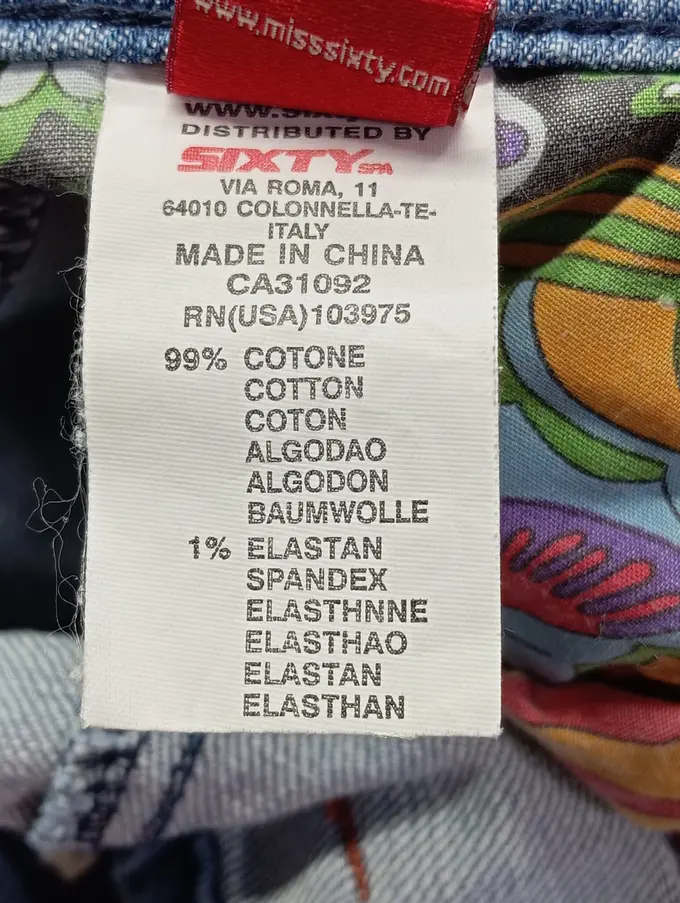 www.misssixty.com
DISTRIBUTED BY
SIXTY SPA
VIA ROMA, 11
64010 COLONNELLA-TE-
ITALY
MADE IN CHINA
CA31092
RN(USA)103975
99% COTONE
COTTON
COTON
ALGODAO
ALGODON
BAUMWOLLE
1% ELASTAN
SPANDEX
ELASTHNNE
ELASTHAO
ELASTAN
ELASTHAN